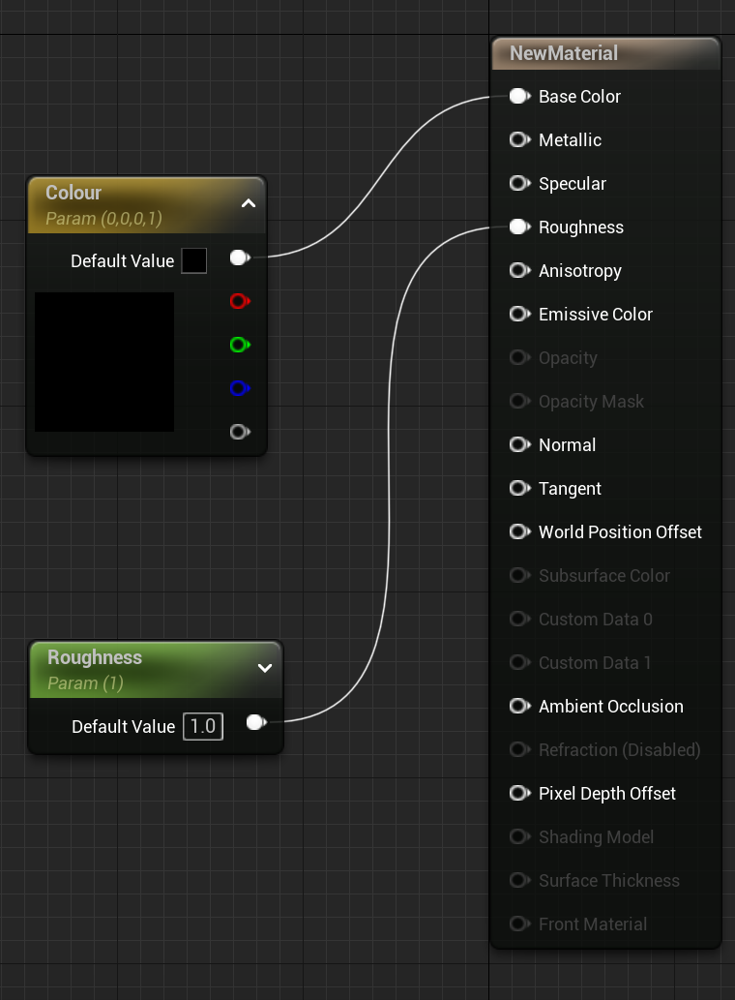 Colour
Param (0,0,0,1)
Default Value
Roughness
Param (1)
Default Value 1.0
NewMaterial
Base Color
Metallic
Specular
Roughness
Anisotropy
Emissive Color
Opacity
Opacity Mask
Normal
Tangent
World Position Offset
Subsurface Color
Custom Data 0
Custom Data 1
Ambient Occlusion
Refraction (Disabled)
Pixel Depth Offset
Shading Model
Surface Thickness
Front Material